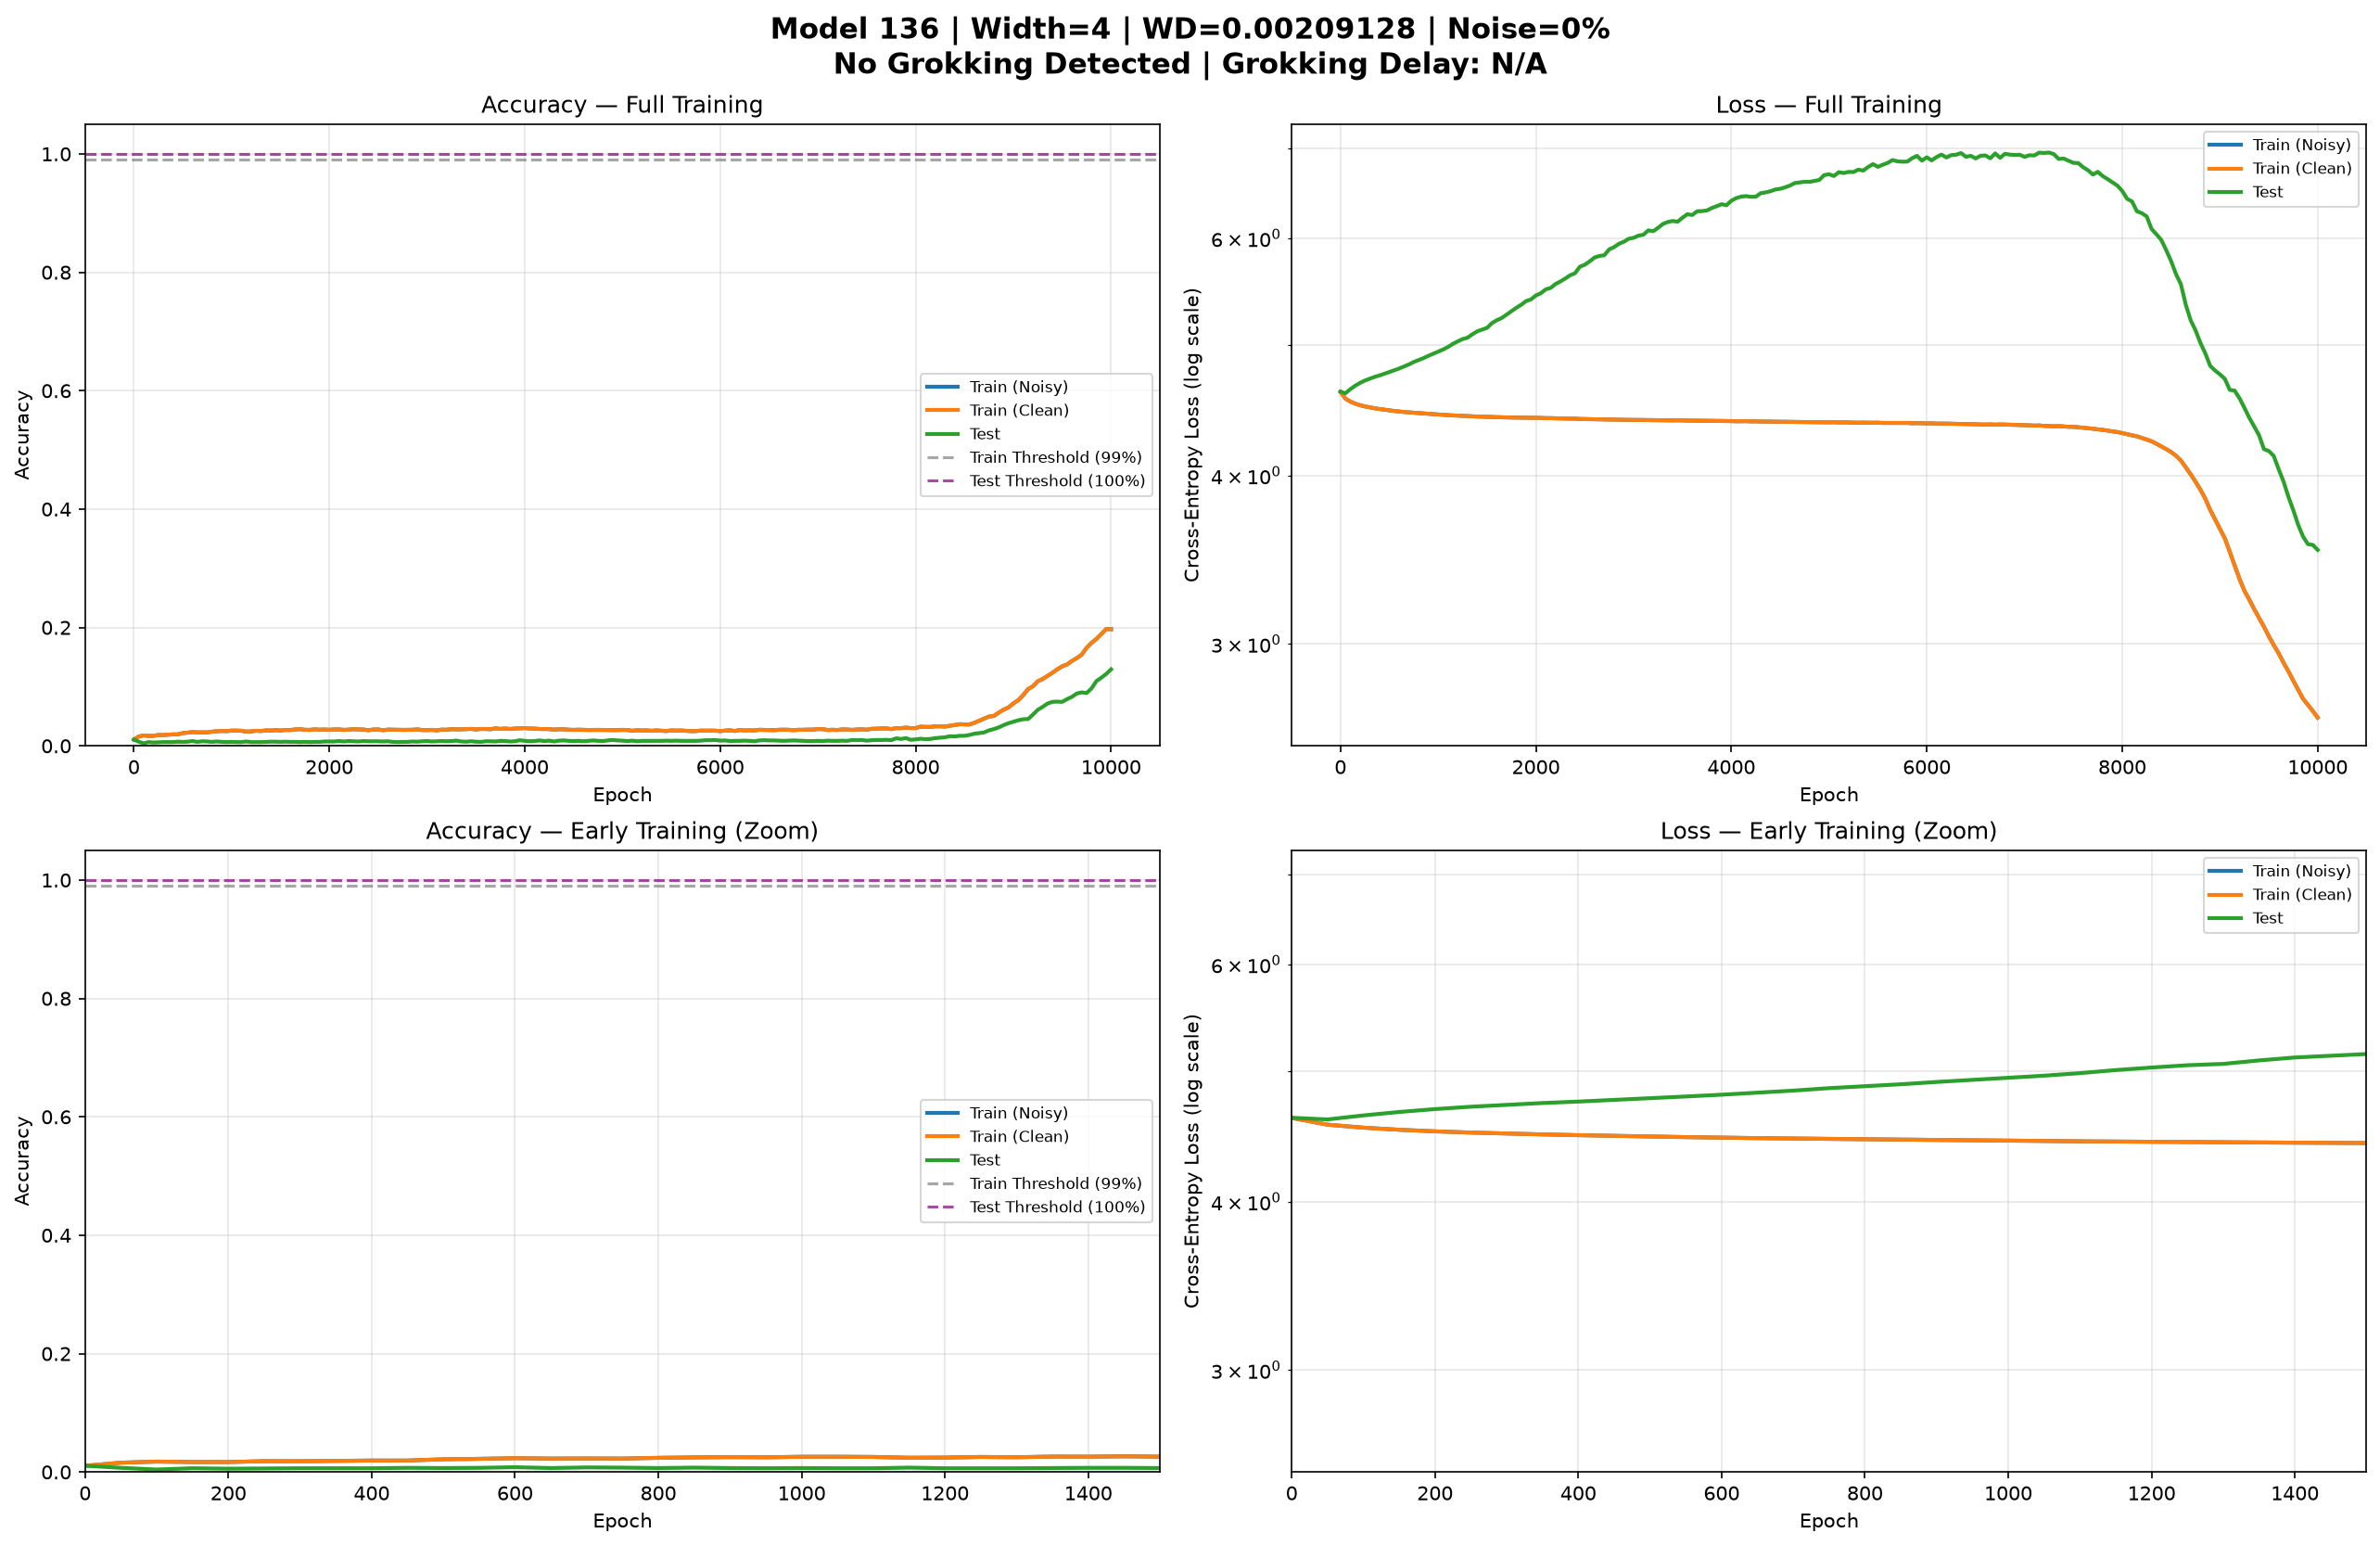 Model 136 | Width=4 | WD=0.00209128 | Noise=0%
No Grokking Detected | Grokking Delay: N/A
Accuracy — Full Training
Accuracy
1.0
0.8
0.6
0.4
0.2
0.0
0
2000
4000
6000
8000
10000
Epoch
Train (Noisy)
Train (Clean)
Test
Train Threshold (99%)
Test Threshold (100%)
Loss — Full Training
Cross-Entropy Loss (log scale)
6 × 10⁰
4 × 10⁰
3 × 10⁰
0
2000
4000
6000
8000
10000
Epoch
Train (Noisy)
Train (Clean)
Test
Accuracy — Early Training (Zoom)
Accuracy
1.0
0.8
0.6
0.4
0.2
0.0
0
200
400
600
800
1000
1200
1400
Epoch
Train (Noisy)
Train (Clean)
Test
Train Threshold (99%)
Test Threshold (100%)
Loss — Early Training (Zoom)
Cross-Entropy Loss (log scale)
6 × 10⁰
4 × 10⁰
3 × 10⁰
0
200
400
600
800
1000
1200
1400
Epoch
Train (Noisy)
Train (Clean)
Test